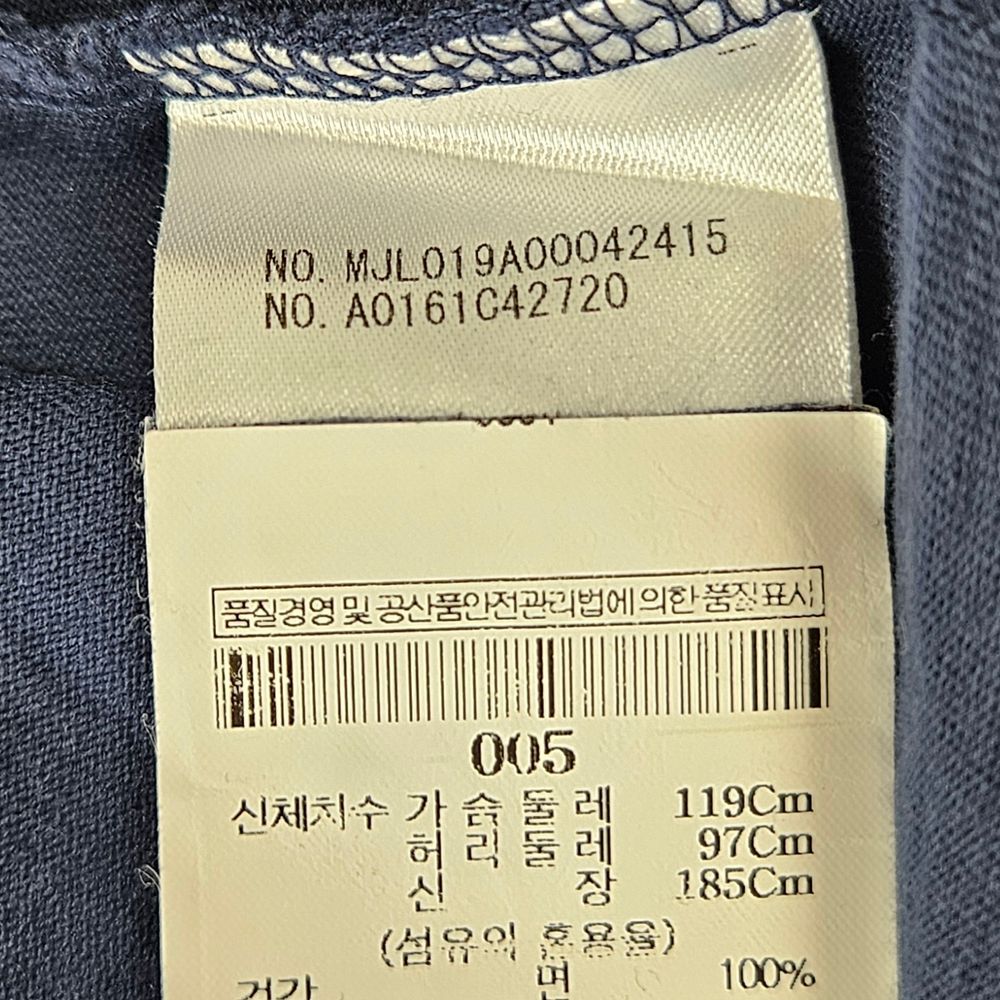 NO. MJL019A00042415
NO. A0161C42720
품질경영 및 공산품안전관리법에 의한 품질표시
005
신체치수 가슴둘레 119Cm
허리둘레 97Cm
신장 185Cm
(섬유의 혼용율)
겉감 면 100%